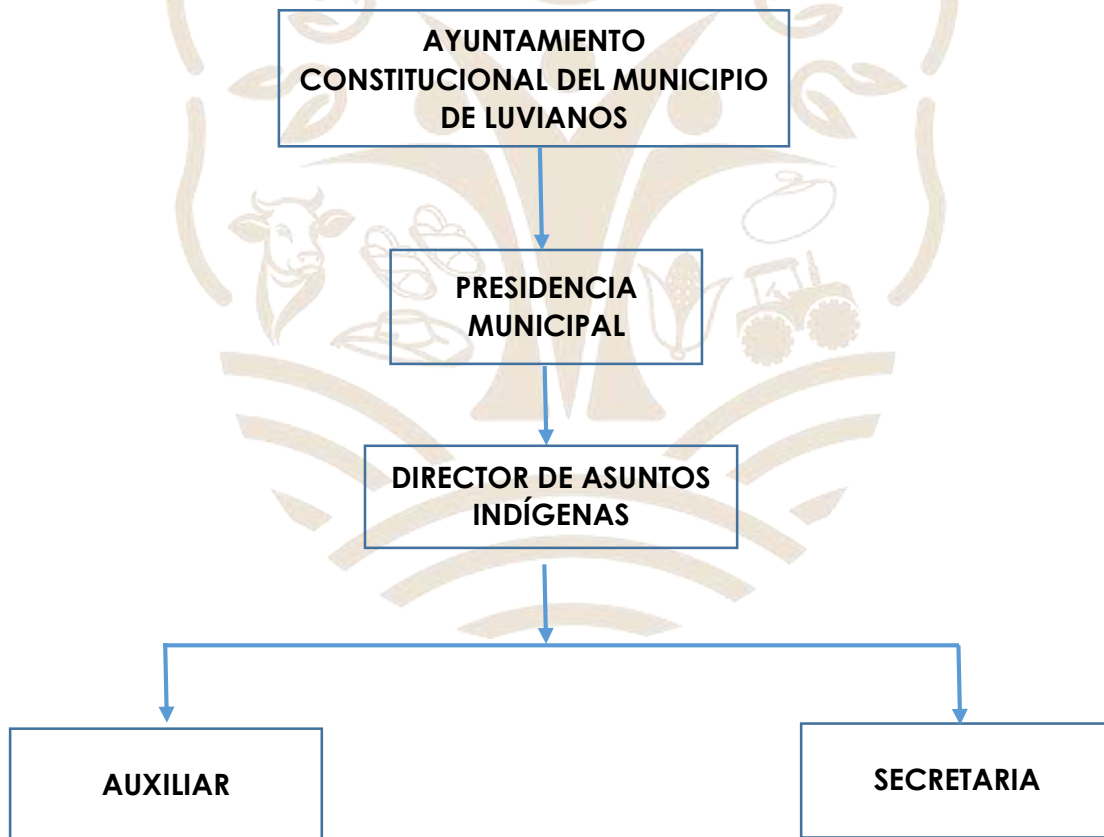 AYUNTAMIENTO
CONSTITUCIONAL DEL MUNICIPIO
DE LUVIANOS
PRESIDENCIA
MUNICIPAL
DIRECTOR DE ASUNTOS
INDÍGENAS
AUXILIAR
SECRETARIA